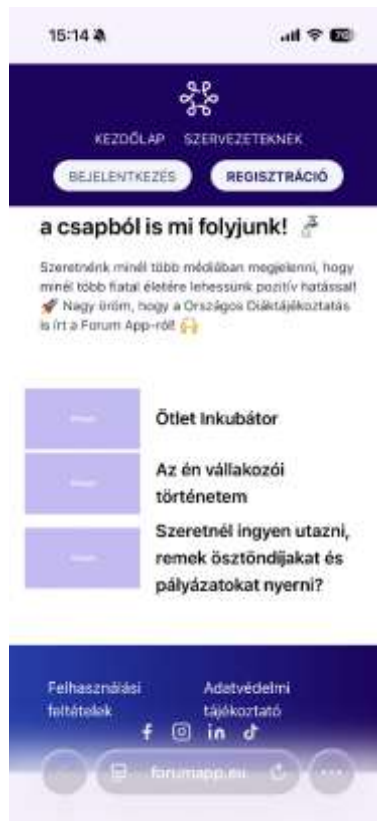 15:14
70
KEZDŐLAP SZERVEZETEKNEK
BEJELENTKEZÉS REGISZTRÁCIÓ
a csapból is mi folyjunk! 🚰
Szeretnénk minél több médiában megjelenni, hogy
minél több fiatal életére lehessünk pozitív hatással!
🚀 Nagy öröm, hogy a Országos Diáktájékoztatás
is írt a Forum App-ról! 🙌
Ötlet Inkubátor
Az én vállakozói
történetem
Szeretnél ingyen utazni,
remek ösztöndíjakat és
pályázatokat nyerni?
Felhasználási
feltételek
Adatvédelmi
tájékoztató
forumapp.eu